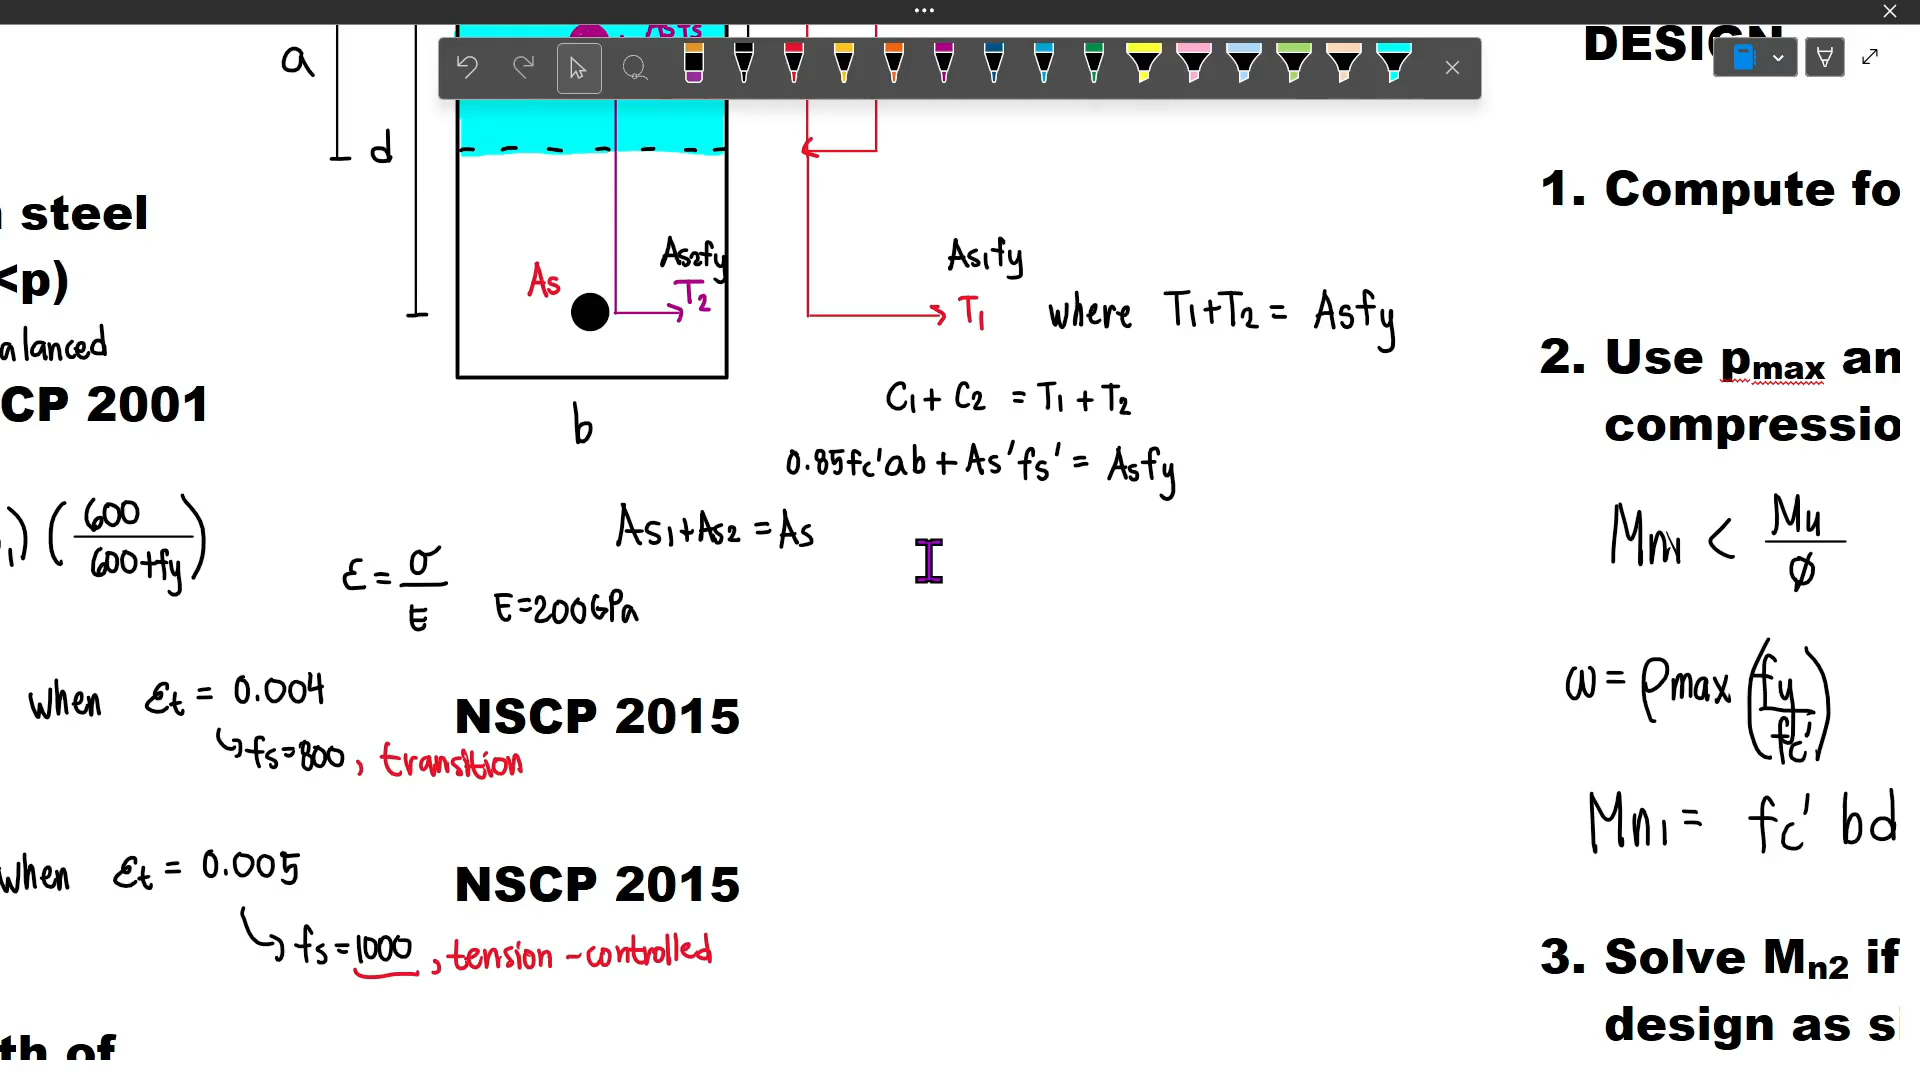 DESIGN
a
d
As
As2fy
T2
As1fy
T1
where T1+T2 = Asfy
b
C1 + C2 = T1 + T2
0.85fc'ab + As'fs' = Asfy
As1+As2 = As
steel
<p)
alanced
CP 2001
1) (600/600+fy)
ε = σ/E
E=200GPa
when εt = 0.004
↳ fs=800, transition
NSCP 2015
when εt = 0.005
↳ fs=1000, tension-controlled
NSCP 2015
th of
1. Compute fo
2. Use pmax an
compressio
Mn1 < Mu/ø
ω = ρmax (fy/fc')
Mn1 = fc' bd
3. Solve Mn2 if
design as s